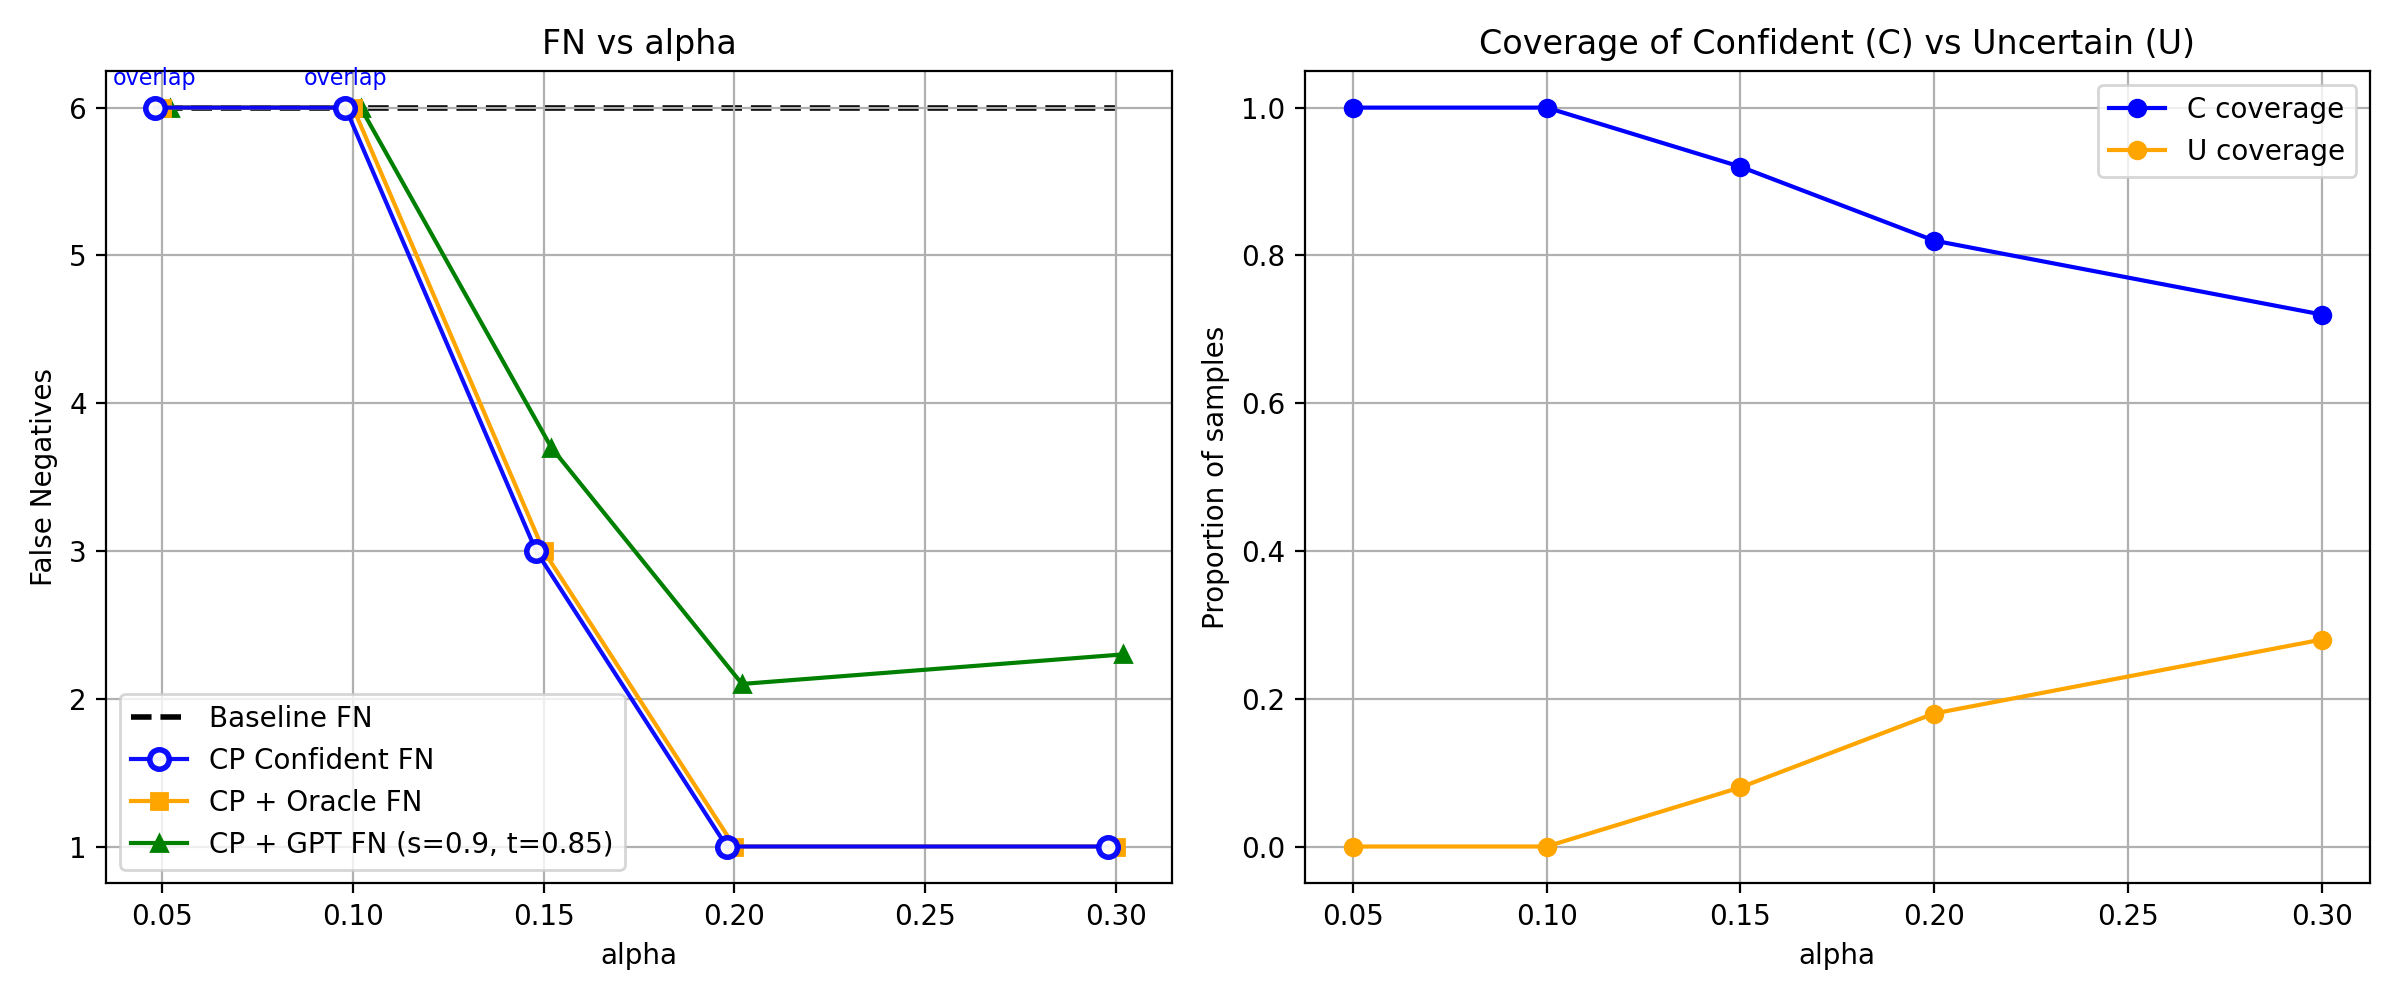 FN vs alpha
overlap
overlap
6
5
4
3
2
1
False Negatives
Baseline FN
CP Confident FN
CP + Oracle FN
CP + GPT FN (s=0.9, t=0.85)
0.05
0.10
0.15
0.20
0.25
0.30
alpha
Coverage of Confident (C) vs Uncertain (U)
C coverage
U coverage
1.0
0.8
0.6
0.4
0.2
0.0
Proportion of samples
0.05
0.10
0.15
0.20
0.25
0.30
alpha